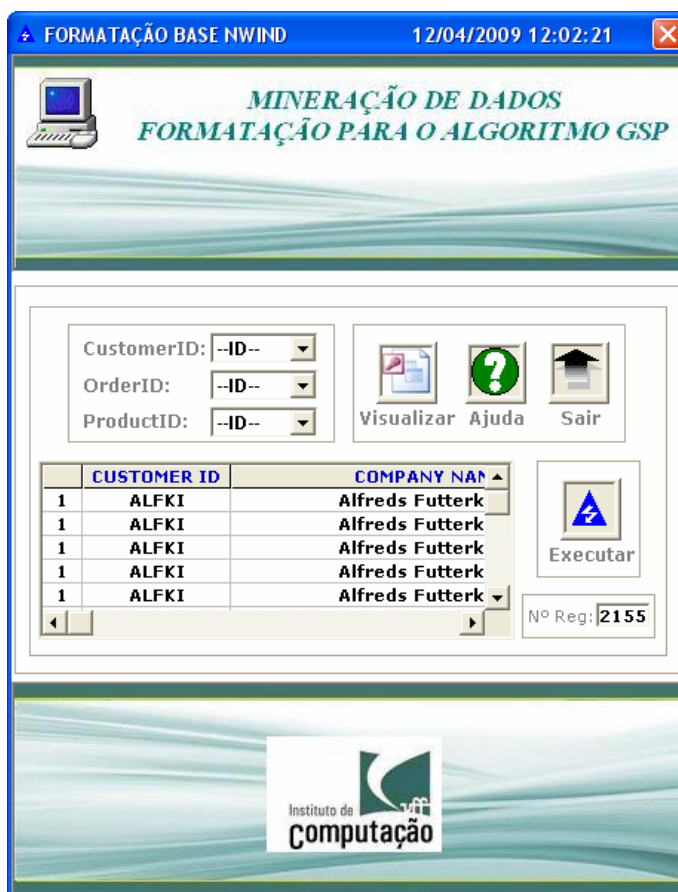 FORMATAÇÃO BASE NWIND 12/04/2009 12:02:21
MINERAÇÃO DE DADOS
FORMATAÇÃO PARA O ALGORITMO GSP
CustomerID: --ID--
OrderID: --ID--
ProductID: --ID--
Visualizar Ajuda Sair
CUSTOMER ID COMPANY NAM
1 ALFKI Alfreds Futterk
1 ALFKI Alfreds Futterk
1 ALFKI Alfreds Futterk
1 ALFKI Alfreds Futterk
1 ALFKI Alfreds Futterk
Executar
Nº Reg: 2155
uff
Instituto de
computação